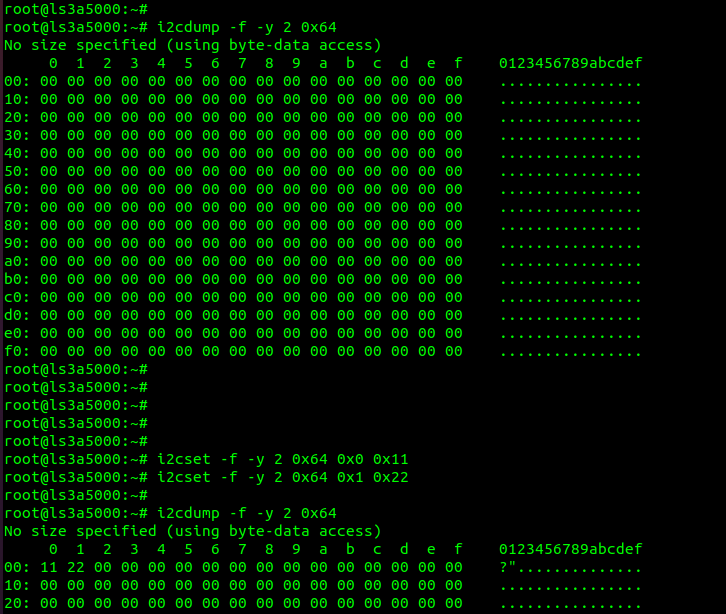 root@ls3a5000:~#
root@ls3a5000:~# i2cdump -f -y 2 0x64
No size specified (using byte-data access)
     0  1  2  3  4  5  6  7  8  9  a  b  c  d  e  f    0123456789abcdef
00: 00 00 00 00 00 00 00 00 00 00 00 00 00 00 00 00    ................
10: 00 00 00 00 00 00 00 00 00 00 00 00 00 00 00 00    ................
20: 00 00 00 00 00 00 00 00 00 00 00 00 00 00 00 00    ................
30: 00 00 00 00 00 00 00 00 00 00 00 00 00 00 00 00    ................
40: 00 00 00 00 00 00 00 00 00 00 00 00 00 00 00 00    ................
50: 00 00 00 00 00 00 00 00 00 00 00 00 00 00 00 00    ................
60: 00 00 00 00 00 00 00 00 00 00 00 00 00 00 00 00    ................
70: 00 00 00 00 00 00 00 00 00 00 00 00 00 00 00 00    ................
80: 00 00 00 00 00 00 00 00 00 00 00 00 00 00 00 00    ................
90: 00 00 00 00 00 00 00 00 00 00 00 00 00 00 00 00    ................
a0: 00 00 00 00 00 00 00 00 00 00 00 00 00 00 00 00    ................
b0: 00 00 00 00 00 00 00 00 00 00 00 00 00 00 00 00    ................
c0: 00 00 00 00 00 00 00 00 00 00 00 00 00 00 00 00    ................
d0: 00 00 00 00 00 00 00 00 00 00 00 00 00 00 00 00    ................
e0: 00 00 00 00 00 00 00 00 00 00 00 00 00 00 00 00    ................
f0: 00 00 00 00 00 00 00 00 00 00 00 00 00 00 00 00    ................
root@ls3a5000:~#
root@ls3a5000:~#
root@ls3a5000:~#
root@ls3a5000:~#
root@ls3a5000:~#
root@ls3a5000:~# i2cset -f -y 2 0x64 0x0 0x11
root@ls3a5000:~# i2cset -f -y 2 0x64 0x1 0x22
root@ls3a5000:~#
root@ls3a5000:~# i2cdump -f -y 2 0x64
No size specified (using byte-data access)
     0  1  2  3  4  5  6  7  8  9  a  b  c  d  e  f    0123456789abcdef
00: 11 22 00 00 00 00 00 00 00 00 00 00 00 00 00 00    ?"..............
10: 00 00 00 00 00 00 00 00 00 00 00 00 00 00 00 00    ................
20: 00 00 00 00 00 00 00 00 00 00 00 00 00 00 00 00    ................